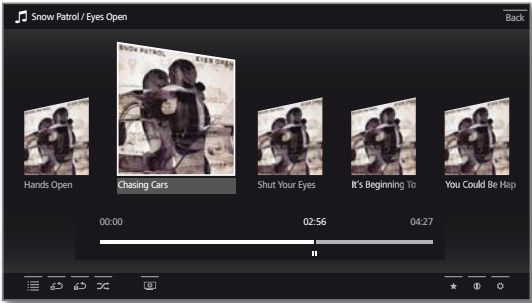 Snow Patrol / Eyes Open
Back
SNOW PATROL EYES OPEN
Hands Open
Chasing Cars
Shut Your Eyes
It's Beginning To
You Could Be Hap
00:00 02:56 04:27